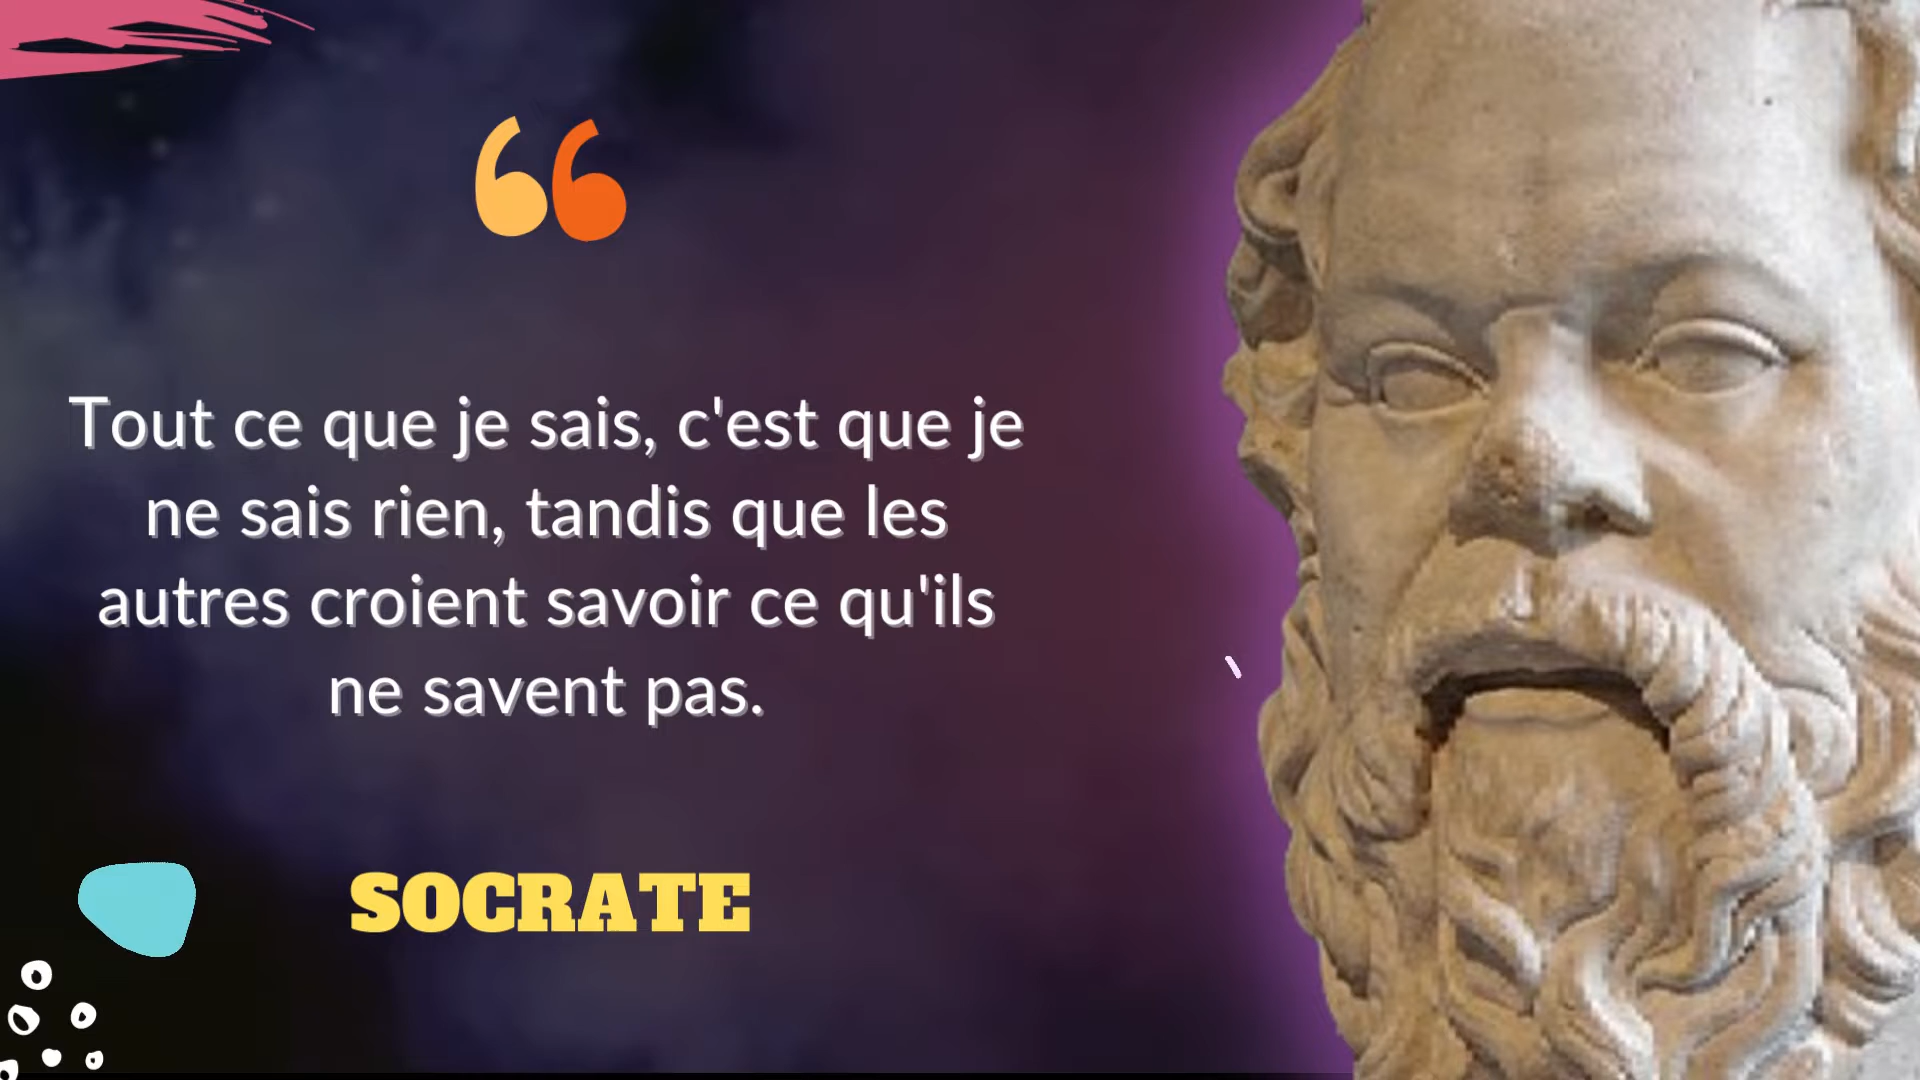 Tout ce que je sais, c'est que je
ne sais rien, tandis que les
autres croient savoir ce qu'ils
ne savent pas.
SOCRATE